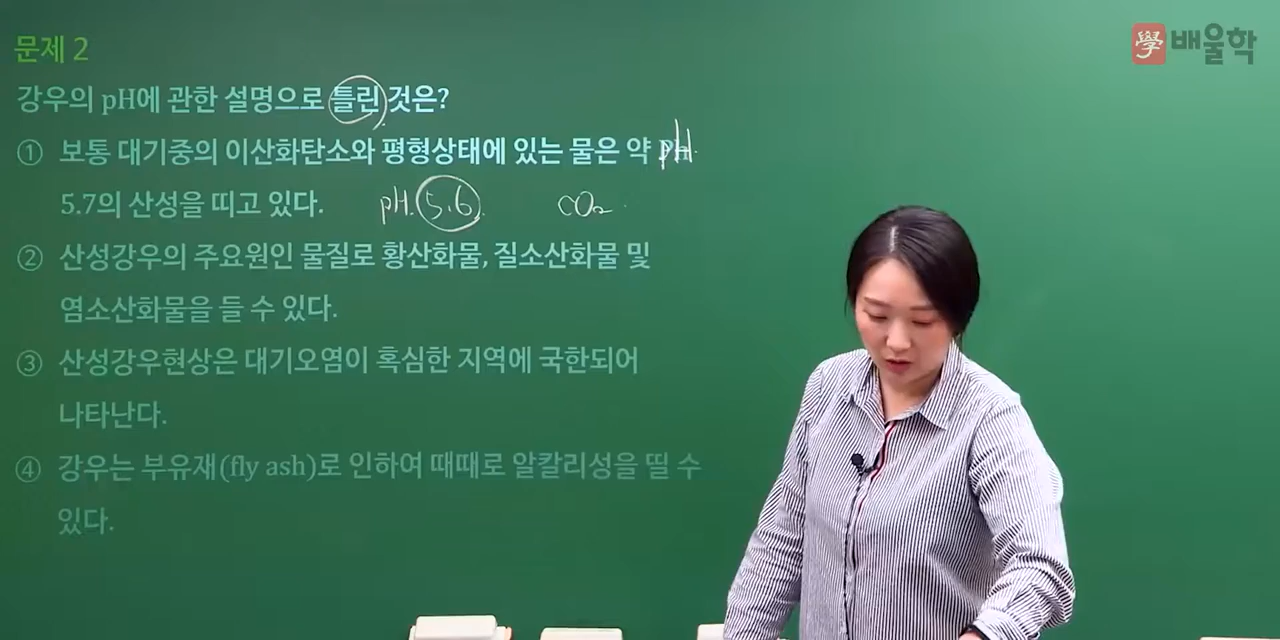 學 배울학
문제 2
강우의 pH에 관한 설명으로 틀린 것은?
① 보통 대기중의 이산화탄소와 평형상태에 있는 물은 약 pH
5.7의 산성을 띠고 있다. pH. 5.6 CO₂
② 산성강우의 주요원인 물질로 황산화물, 질소산화물 및
염소산화물을 들 수 있다.
③ 산성강우현상은 대기오염이 혹심한 지역에 국한되어
나타난다.
④ 강우는 부유재(fly ash)로 인하여 때때로 알칼리성을 띨 수
있다.